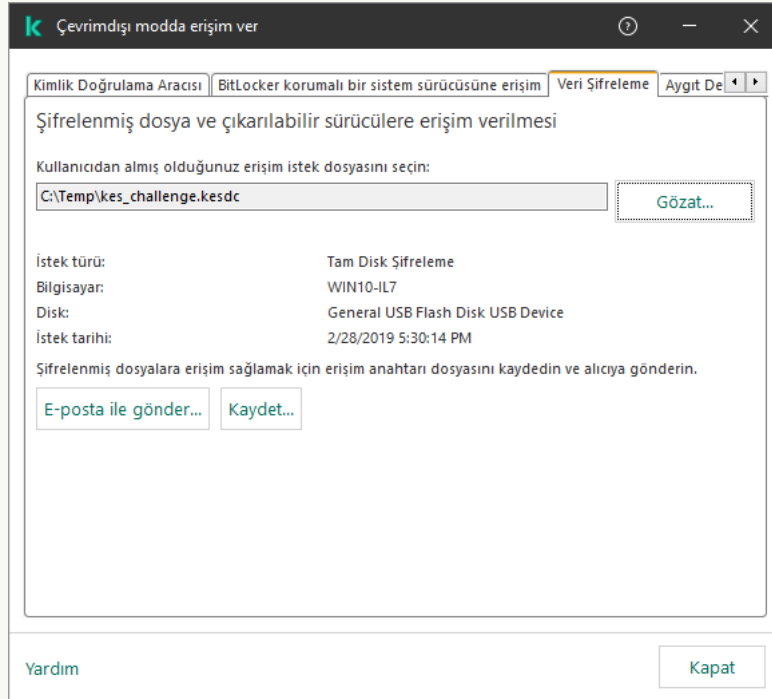 Çevrimdışı modda erişim ver
Kimlik Doğrulama Aracısı BitLocker korumalı bir sistem sürücüsüne erişim Veri Şifreleme Aygıt De
Şifrelenmiş dosya ve çıkarılabilir sürücülere erişim verilmesi
Kullanıcıdan almış olduğunuz erişim istek dosyasını seçin:
C:\Temp\kes_challenge.kesdc Gözat...
İstek türü: Tam Disk Şifreleme
Bilgisayar: WIN10-IL7
Disk: General USB Flash Disk USB Device
İstek tarihi: 2/28/2019 5:30:14 PM
Şifrelenmiş dosyalara erişim sağlamak için erişim anahtarı dosyasını kaydedin ve alıcıya gönderin.
E-posta ile gönder... Kaydet...
Yardım Kapat